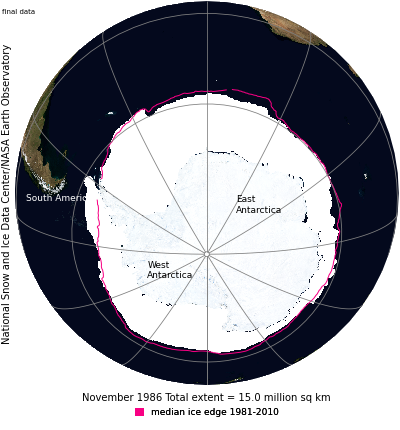 final data
National Snow and Ice Data Center/NASA Earth Observatory
South Americ
East
Antarctica
West
Antarctica
November 1986 Total extent = 15.0 million sq km
median ice edge 1981-2010